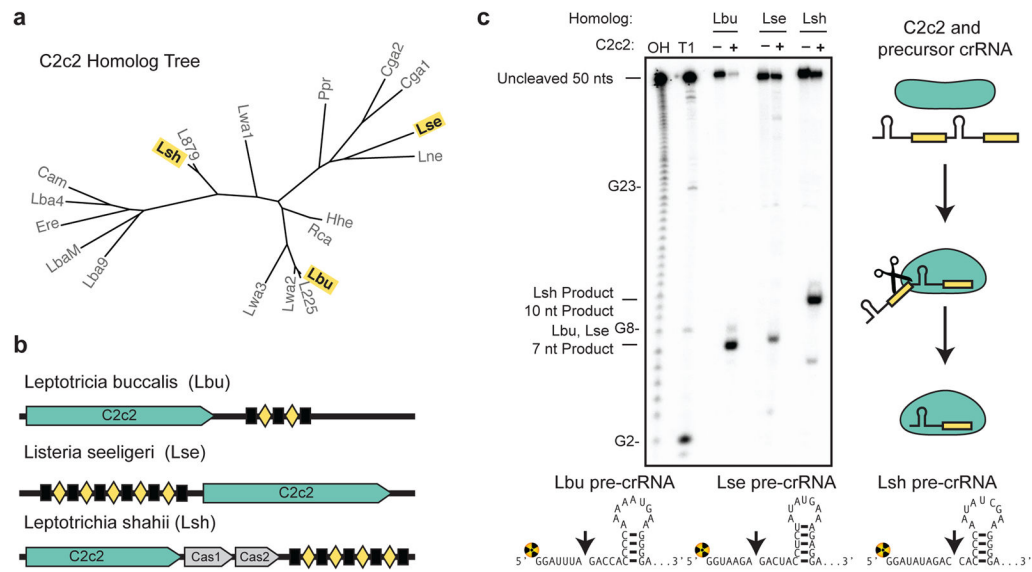 a
C2c2 Homolog Tree
Cga2
Cga1
Ppr
Lse
Lne
Lwa1
L879
Lsh
Cam
Lba4
Ere
LbaM
Lba9
Hhe
Rca
Lbu
L225
Lwa2
Lwa3
b
Leptotricia buccalis (Lbu)
C2c2
Listeria seeligeri (Lse)
C2c2
Leptotrichia shahii (Lsh)
C2c2 Cas1 Cas2
c
Homolog: Lbu Lse Lsh
C2c2: OH T1 – + – + – +
Uncleaved 50 nts
G23-
Lsh Product
10 nt Product
Lbu, Lse G8-
7 nt Product
G2-
C2c2 and
precursor crRNA
Lbu pre-crRNA Lse pre-crRNA Lsh pre-crRNA
5' GGAUUUA GACCACCCCAAAAAUGAAGGGGA...3'
5' GGUAAGA GACUAC
GA...3'
5' GGAUAUAGAC CACCCC
GA...3'